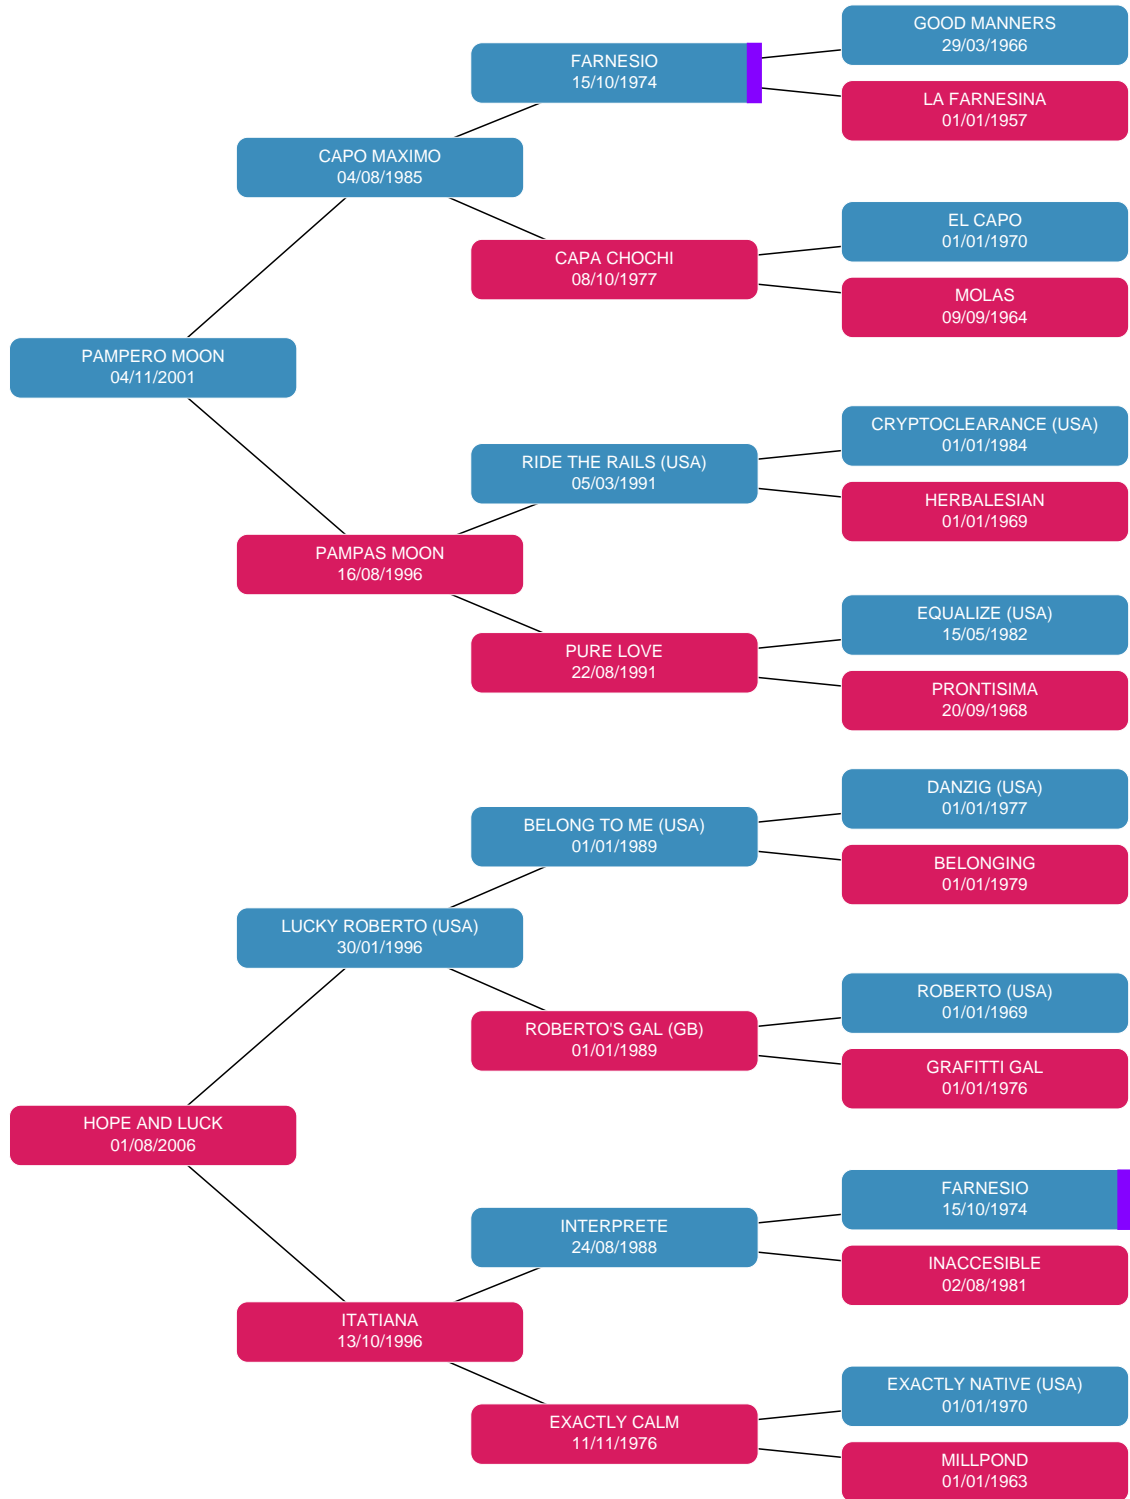 GOOD MANNERS
29/03/1966
FARNESIO
15/10/1974
LA FARNESINA
01/01/1957
CAPO MAXIMO
04/08/1985
EL CAPO
01/01/1970
CAPA CHOCHI
08/10/1977
MOLAS
09/09/1964
PAMPERO MOON
04/11/2001
CRYPTOCLEARANCE (USA)
01/01/1984
RIDE THE RAILS (USA)
05/03/1991
HERBALESIAN
01/01/1969
PAMPAS MOON
16/08/1996
EQUALIZE (USA)
15/05/1982
PURE LOVE
22/08/1991
PRONTISIMA
20/09/1968
DANZIG (USA)
01/01/1977
BELONG TO ME (USA)
01/01/1989
BELONGING
01/01/1979
LUCKY ROBERTO (USA)
30/01/1996
ROBERTO (USA)
01/01/1969
ROBERTO'S GAL (GB)
01/01/1989
GRAFITTI GAL
01/01/1976
HOPE AND LUCK
01/08/2006
FARNESIO
15/10/1974
INTERPRETE
24/08/1988
INACCESIBLE
02/08/1981
ITATIANA
13/10/1996
EXACTLY NATIVE (USA)
01/01/1970
EXACTLY CALM
11/11/1976
MILLPOND
01/01/1963